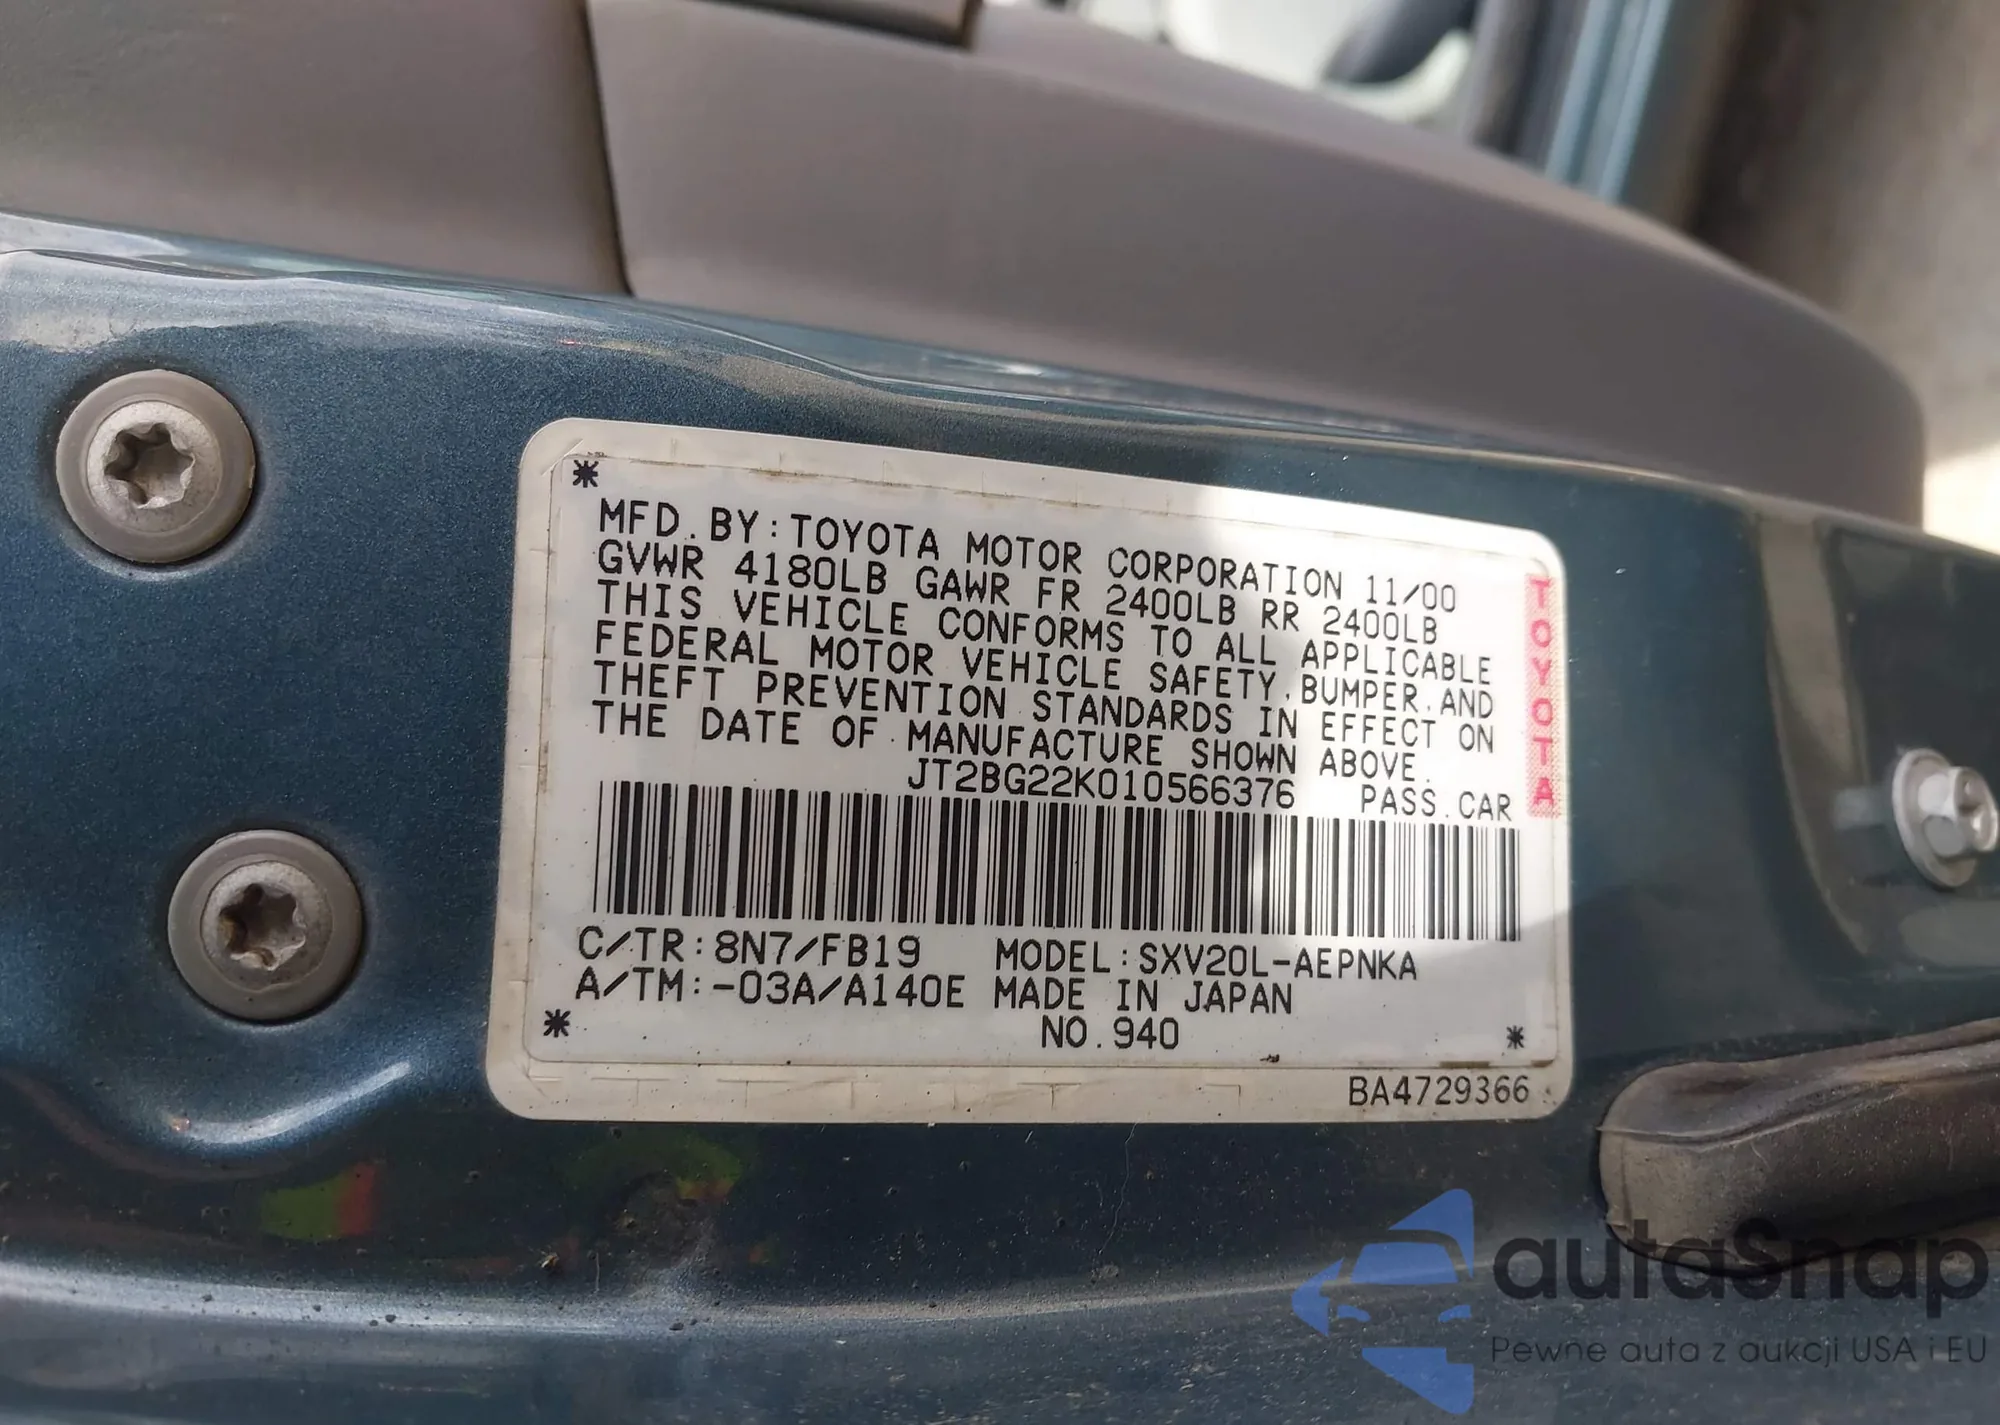 *
MFD. BY: TOYOTA MOTOR CORPORATION 11/00
GVWR 4180LB GAWR FR 2400LB RR 2400LB
THIS VEHICLE CONFORMS TO ALL APPLICABLE
FEDERAL MOTOR VEHICLE SAFETY, BUMPER, AND
THEFT PREVENTION STANDARDS IN EFFECT ON
THE DATE OF MANUFACTURE SHOWN ABOVE.
JT2BG22K010566376 PASS. CAR
TOYOTA
C/TR: 8N7/FB19 MODEL: SXV20L-AEPNKA
A/TM: -03A/A140E MADE IN JAPAN
* NO. 940 *
BA4729366
autosnap
Pewne auta z aukcji USA i EU